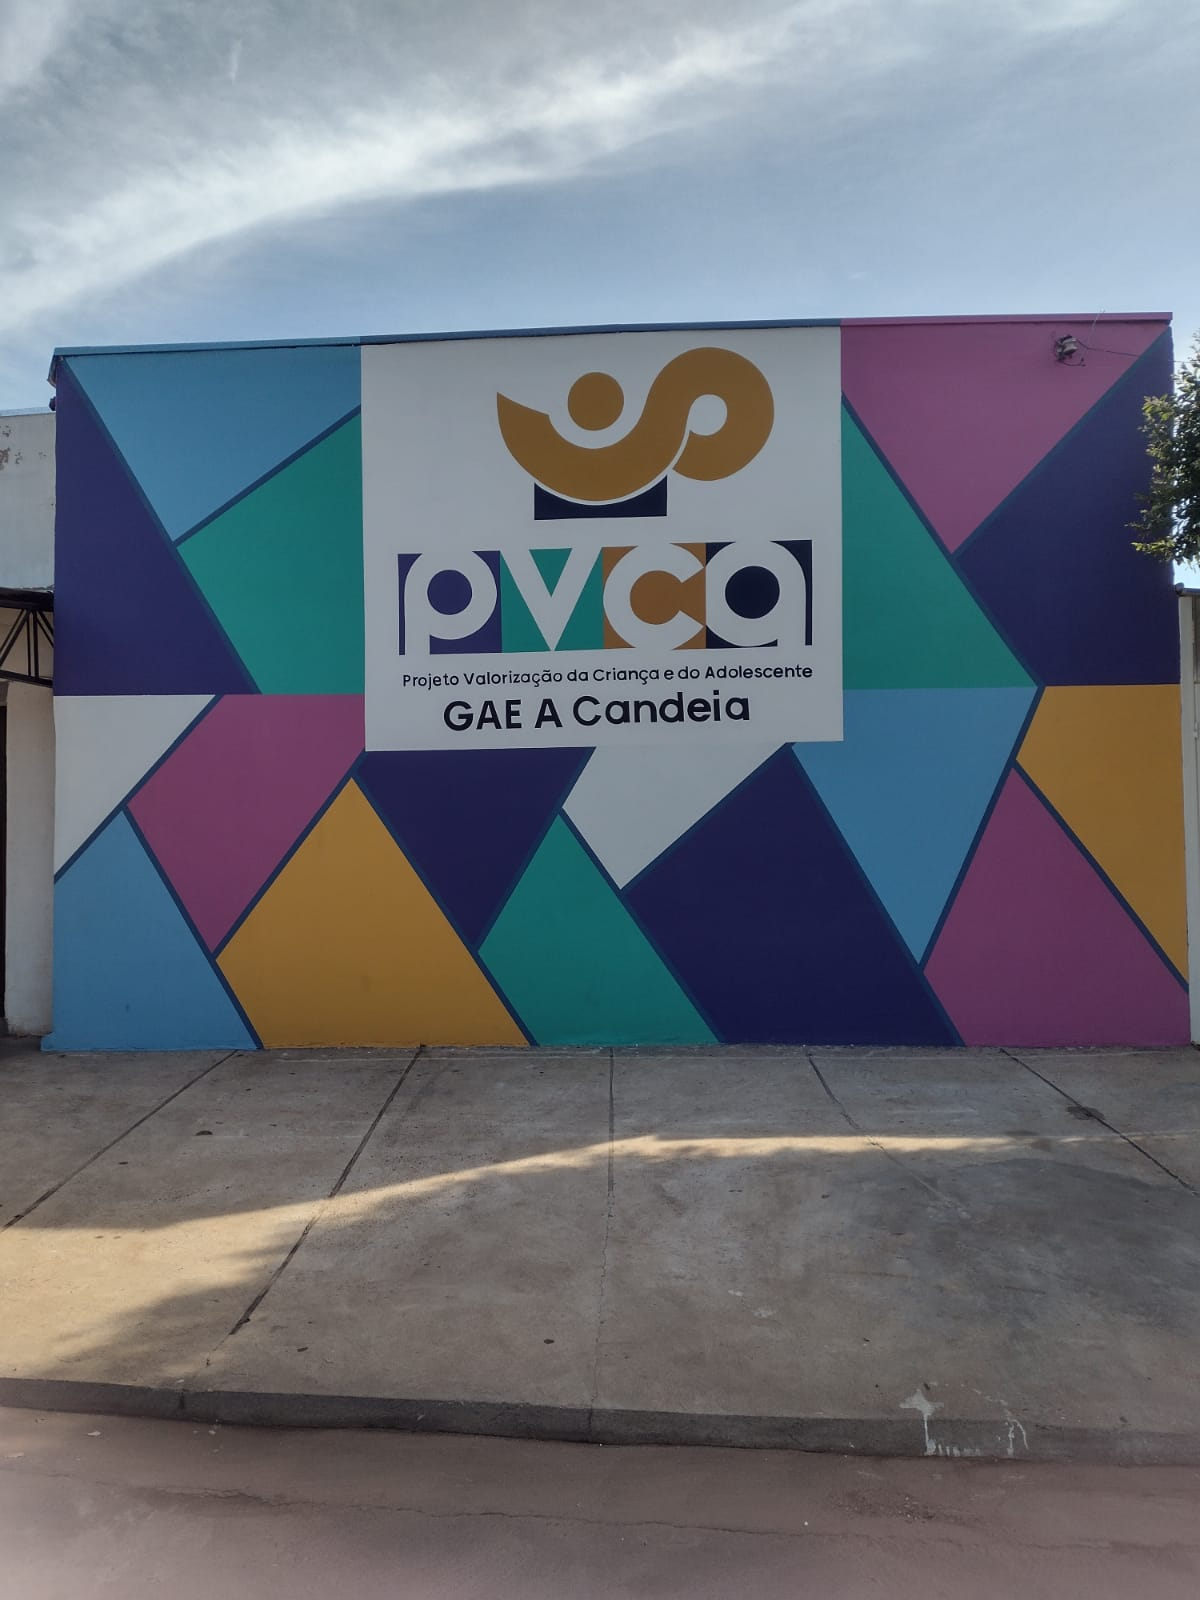 pvca
Projeto Valorização da Criança e do Adolescente
GAE A Candeia